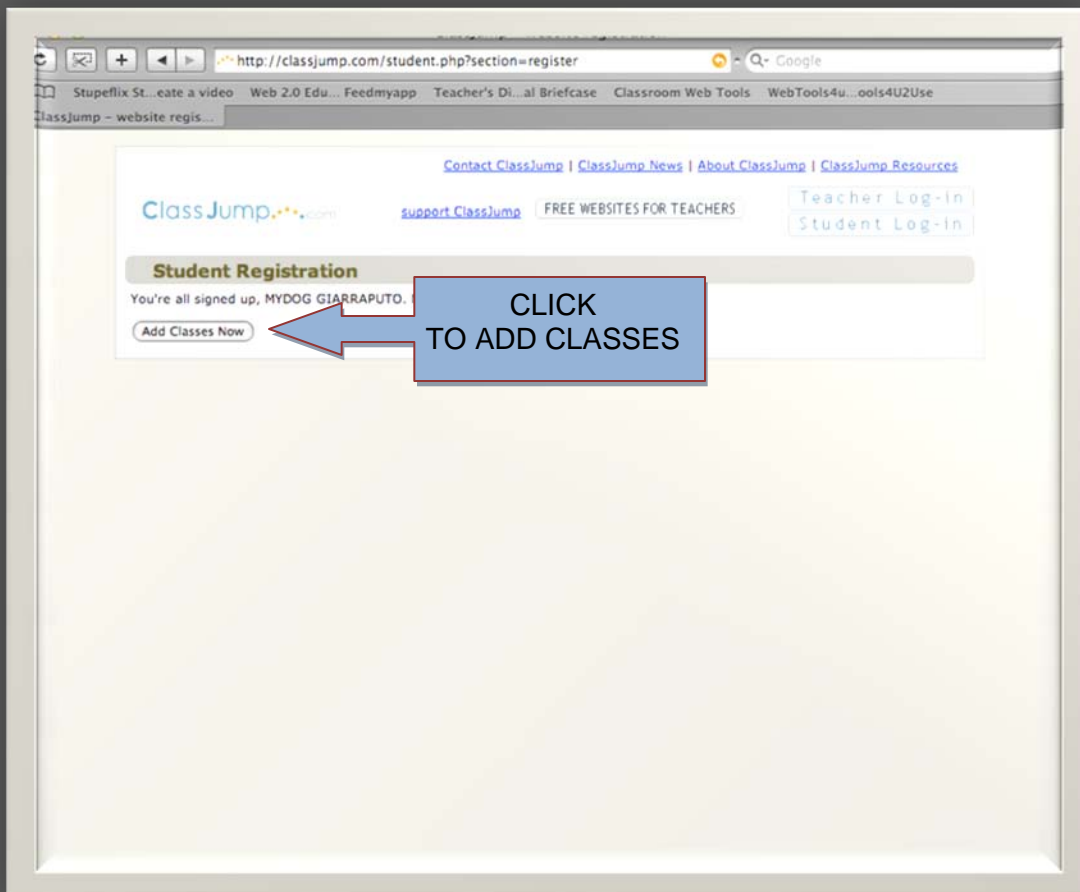 http://classjump.com/student.php?section=register
Google
Stupeflix St...eate a video Web 2.0 Edu... Feedmyapp Teacher's Di...al Briefcase Classroom Web Tools WebTools4u...ools4U2Use
ClassJump – website regis...
Contact ClassJump | ClassJump News | About ClassJump | ClassJump Resources
ClassJump.com
support ClassJump
FREE WEBSITES FOR TEACHERS
Teacher Log-in
Student Log-in
Student Registration
You're all signed up, MYDOG GIARRAPUTO.
Add Classes Now
CLICK
TO ADD CLASSES